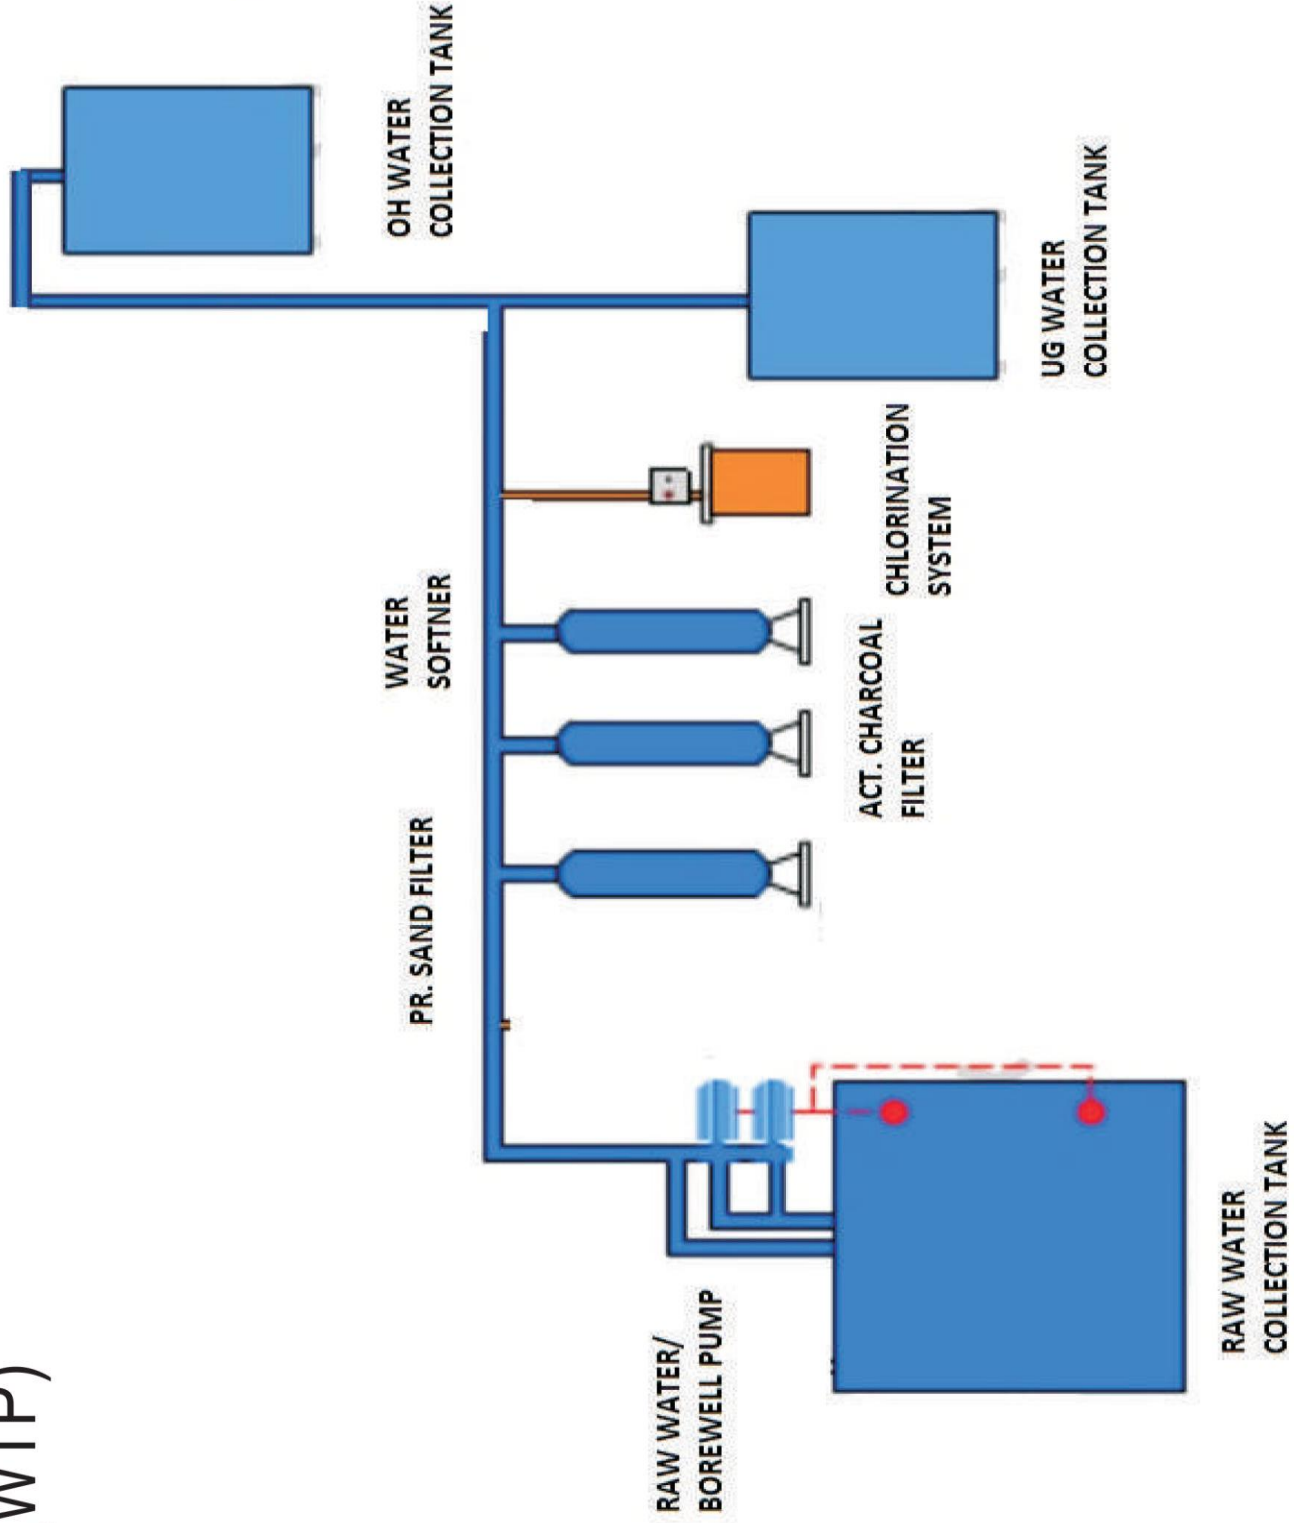 WTP)
RAW WATER/
BOREWELL PUMP
RAW WATER
COLLECTION TANK
PR. SAND FILTER
ACT. CHARCOAL
FILTER
WATER
SOFTNER
CHLORINATION
SYSTEM
UG WATER
COLLECTION TANK
OH WATER
COLLECTION TANK